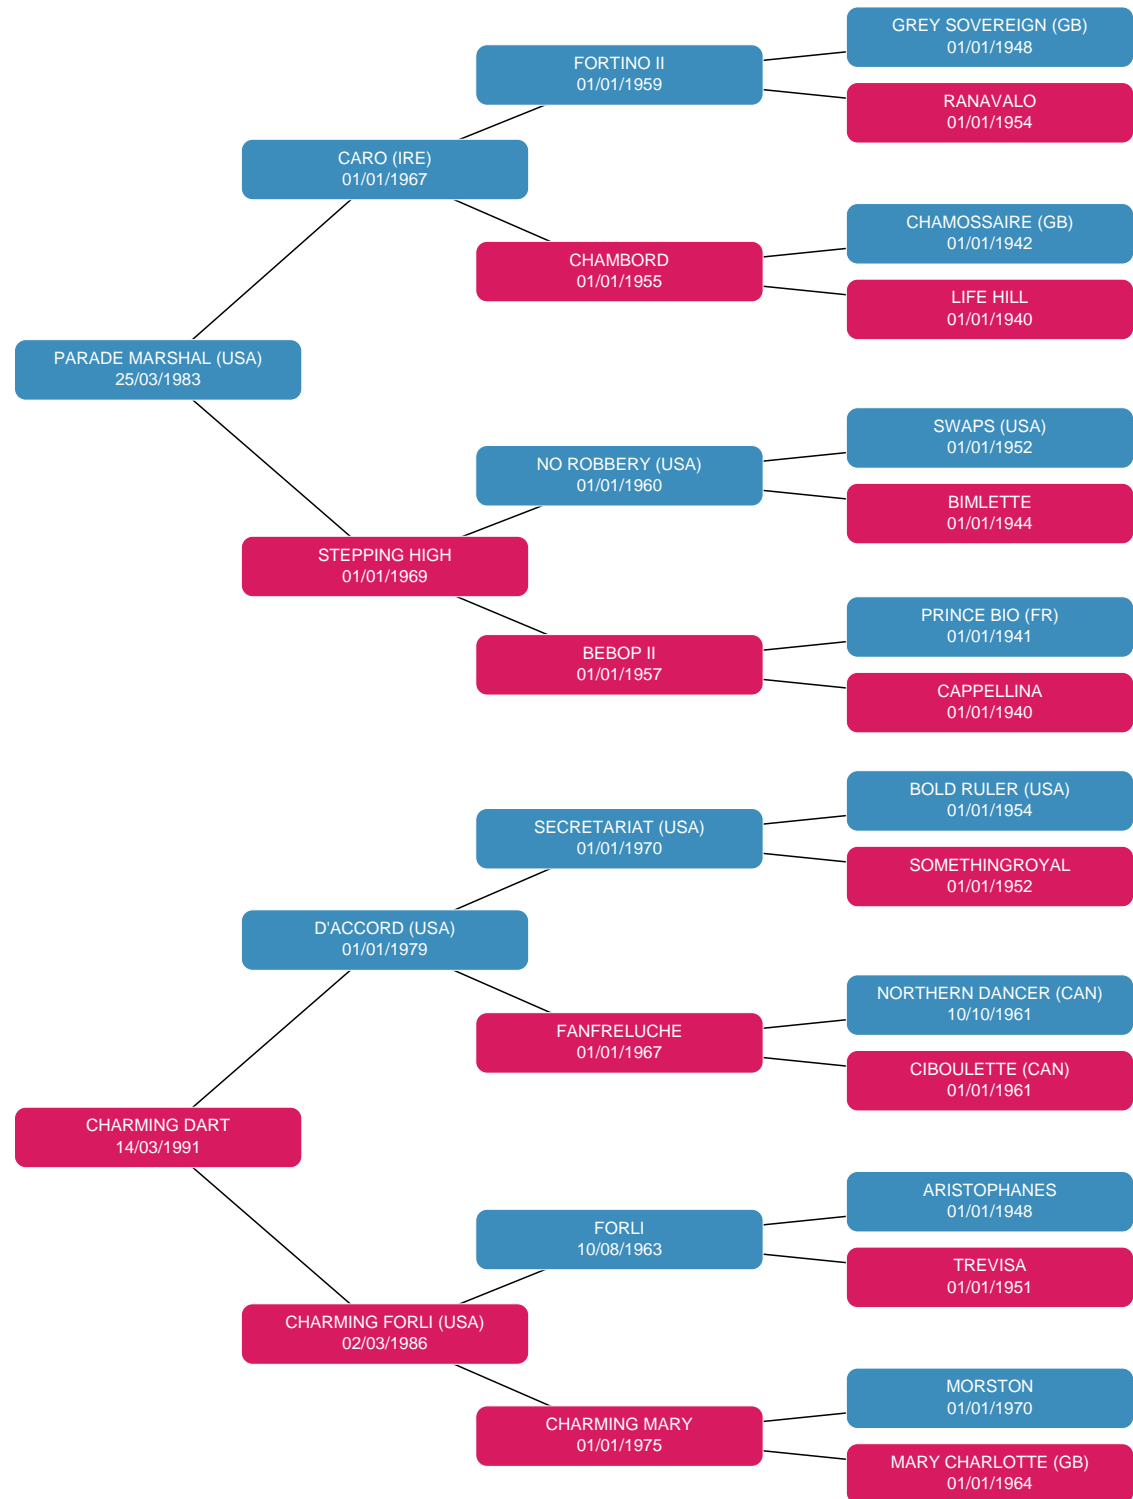 GREY SOVEREIGN (GB)
01/01/1948
FORTINO II
01/01/1959
RANAVALO
01/01/1954
CARO (IRE)
01/01/1967
CHAMOSSAIRE (GB)
01/01/1942
CHAMBORD
01/01/1955
LIFE HILL
01/01/1940
PARADE MARSHAL (USA)
25/03/1983
SWAPS (USA)
01/01/1952
NO ROBBERY (USA)
01/01/1960
BIMLETTE
01/01/1944
STEPPING HIGH
01/01/1969
PRINCE BIO (FR)
01/01/1941
BEBOP II
01/01/1957
CAPPELLINA
01/01/1940
BOLD RULER (USA)
01/01/1954
SECRETARIAT (USA)
01/01/1970
SOMETHINGROYAL
01/01/1952
D'ACCORD (USA)
01/01/1979
NORTHERN DANCER (CAN)
10/10/1961
FANFRELUCHE
01/01/1967
CIBOULETTE (CAN)
01/01/1961
CHARMING DART
14/03/1991
ARISTOPHANES
01/01/1948
FORLI
10/08/1963
TREVISA
01/01/1951
CHARMING FORLI (USA)
02/03/1986
MORSTON
01/01/1970
CHARMING MARY
01/01/1975
MARY CHARLOTTE (GB)
01/01/1964